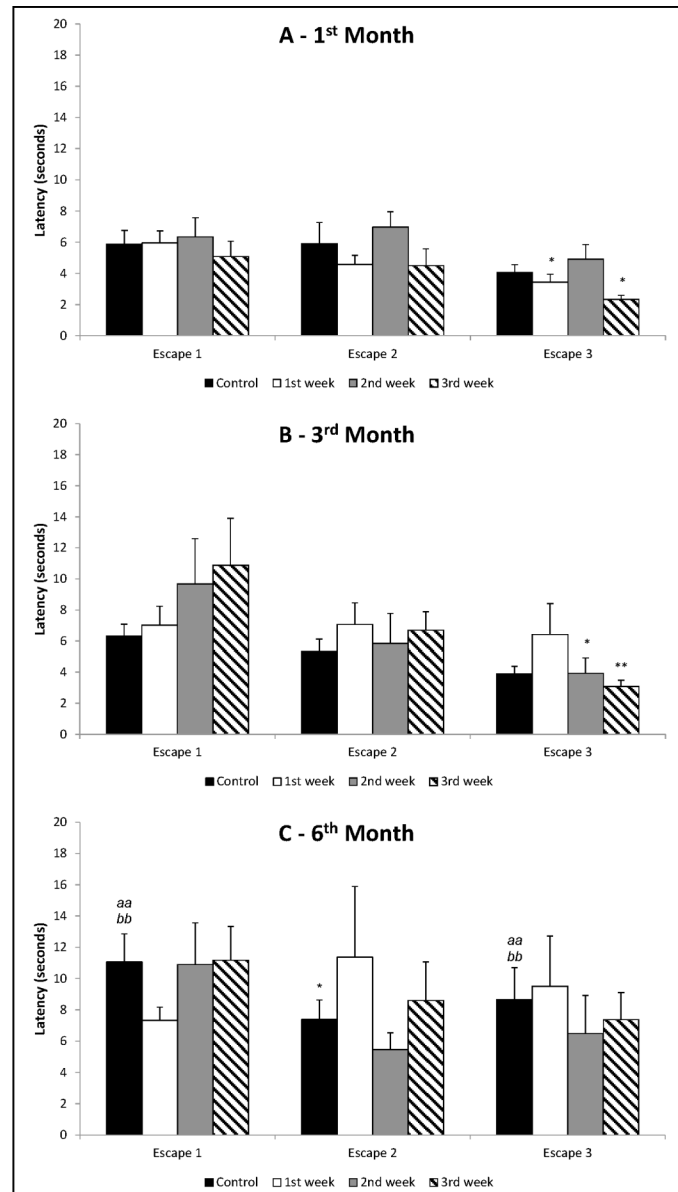 A - 1st Month
Latency (seconds)
20
18
16
14
12
10
8
6
4
2
0
*
*
Escape 1 Escape 2 Escape 3
Control 1st week 2nd week 3rd week
B - 3rd Month
Latency (seconds)
20
18
16
14
12
10
8
6
4
2
0
*
**
Escape 1 Escape 2 Escape 3
Control 1st week 2nd week 3rd week
C - 6th Month
Latency (seconds)
20
18
16
14
12
10
8
6
4
2
0
aa
bb
*
aa
bb
Escape 1 Escape 2 Escape 3
Control 1st week 2nd week 3rd week